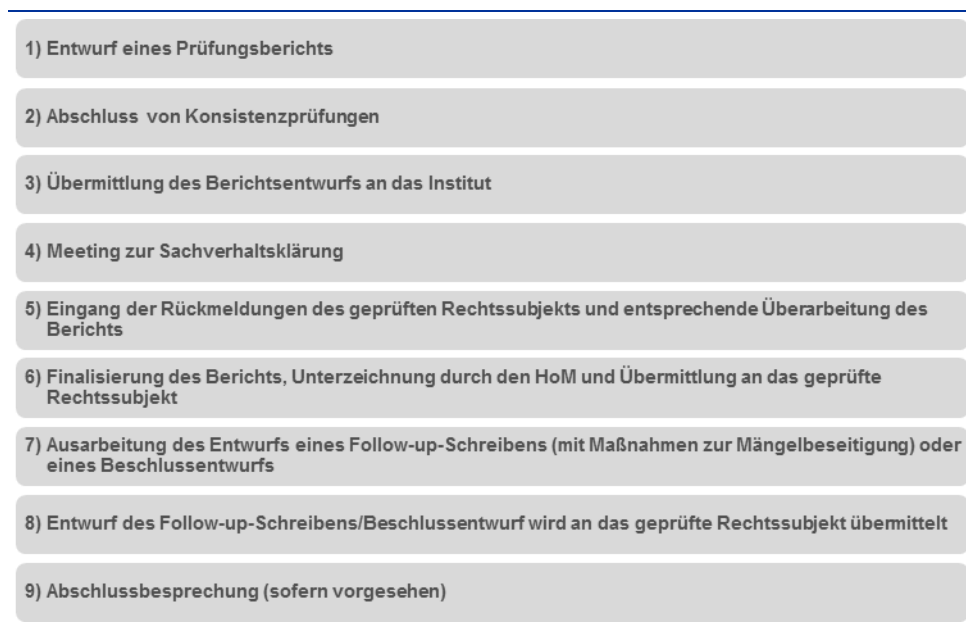 1) Entwurf eines Prüfungsberichts
2) Abschluss von Konsistenzprüfungen
3) Übermittlung des Berichtsentwurfs an das Institut
4) Meeting zur Sachverhaltsklärung
5) Eingang der Rückmeldungen des geprüften Rechtssubjekts und entsprechende Überarbeitung des
Berichts
6) Finalisierung des Berichts, Unterzeichnung durch den HoM und Übermittlung an das geprüfte
Rechtssubjekt
7) Ausarbeitung des Entwurfs eines Follow-up-Schreibens (mit Maßnahmen zur Mängelbeseitigung) oder
eines Beschlussentwurfs
8) Entwurf des Follow-up-Schreibens/Beschlussentwurf wird an das geprüfte Rechtssubjekt übermittelt
9) Abschlussbesprechung (sofern vorgesehen)